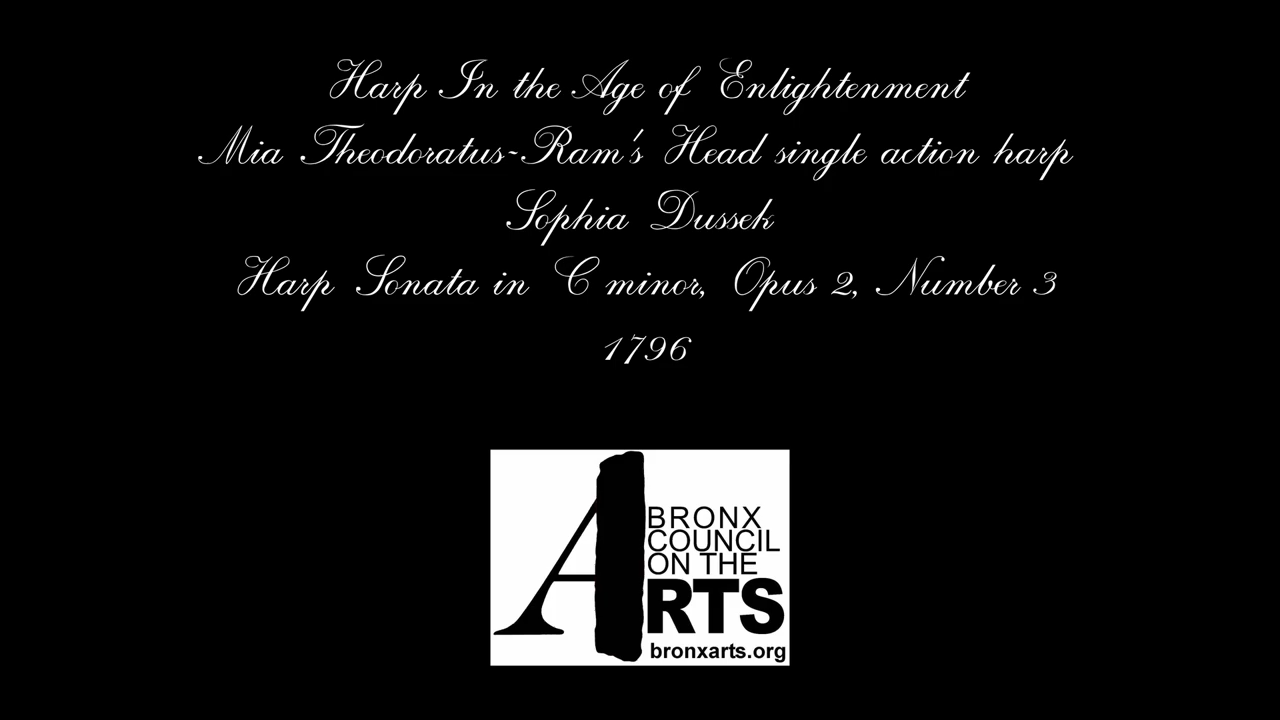 Harp In the Age of Enlightenment
Mia Theodoratus-Ram's Head single action harp
Sophia Dussek
Harp Sonata in C minor, Opus 2, Number 3
1796
BRONX
COUNCIL
ON THE
ARTS
bronxarts.org